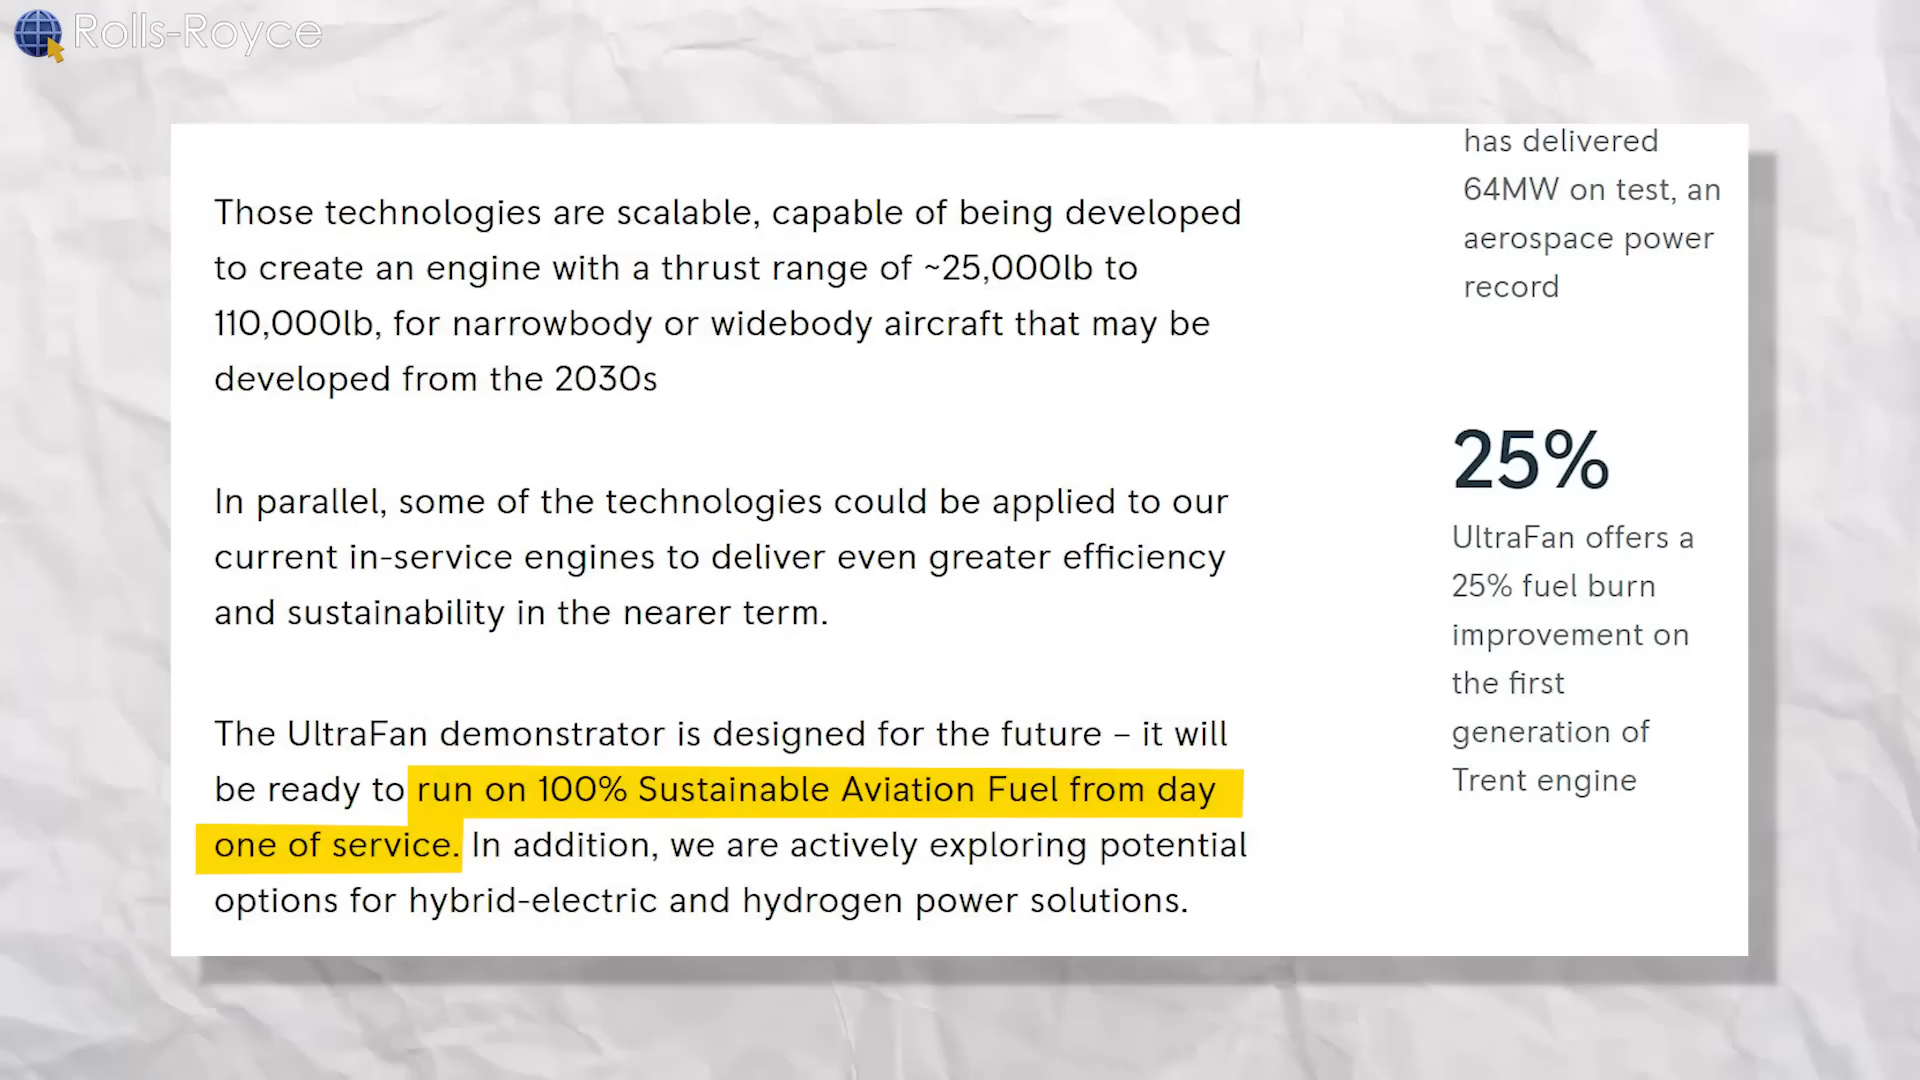 Rolls-Royce
Those technologies are scalable, capable of being developed
to create an engine with a thrust range of ~25,000lb to
110,000lb, for narrowbody or widebody aircraft that may be
developed from the 2030s
In parallel, some of the technologies could be applied to our
current in-service engines to deliver even greater efficiency
and sustainability in the nearer term.
The UltraFan demonstrator is designed for the future – it will
be ready to run on 100% Sustainable Aviation Fuel from day
one of service. In addition, we are actively exploring potential
options for hybrid-electric and hydrogen power solutions.
has delivered
64MW on test, an
aerospace power
record
25%
UltraFan offers a
25% fuel burn
improvement on
the first
generation of
Trent engine